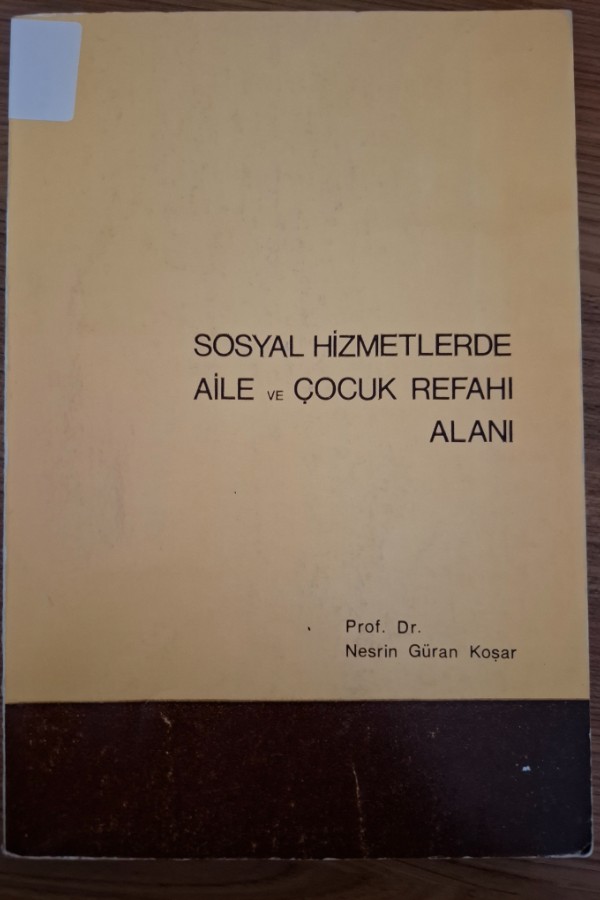 SOSYAL HİZMETLERDE
AİLE VE ÇOCUK REFAHI
ALANI
Prof. Dr.
Nesrin Güran Koşar